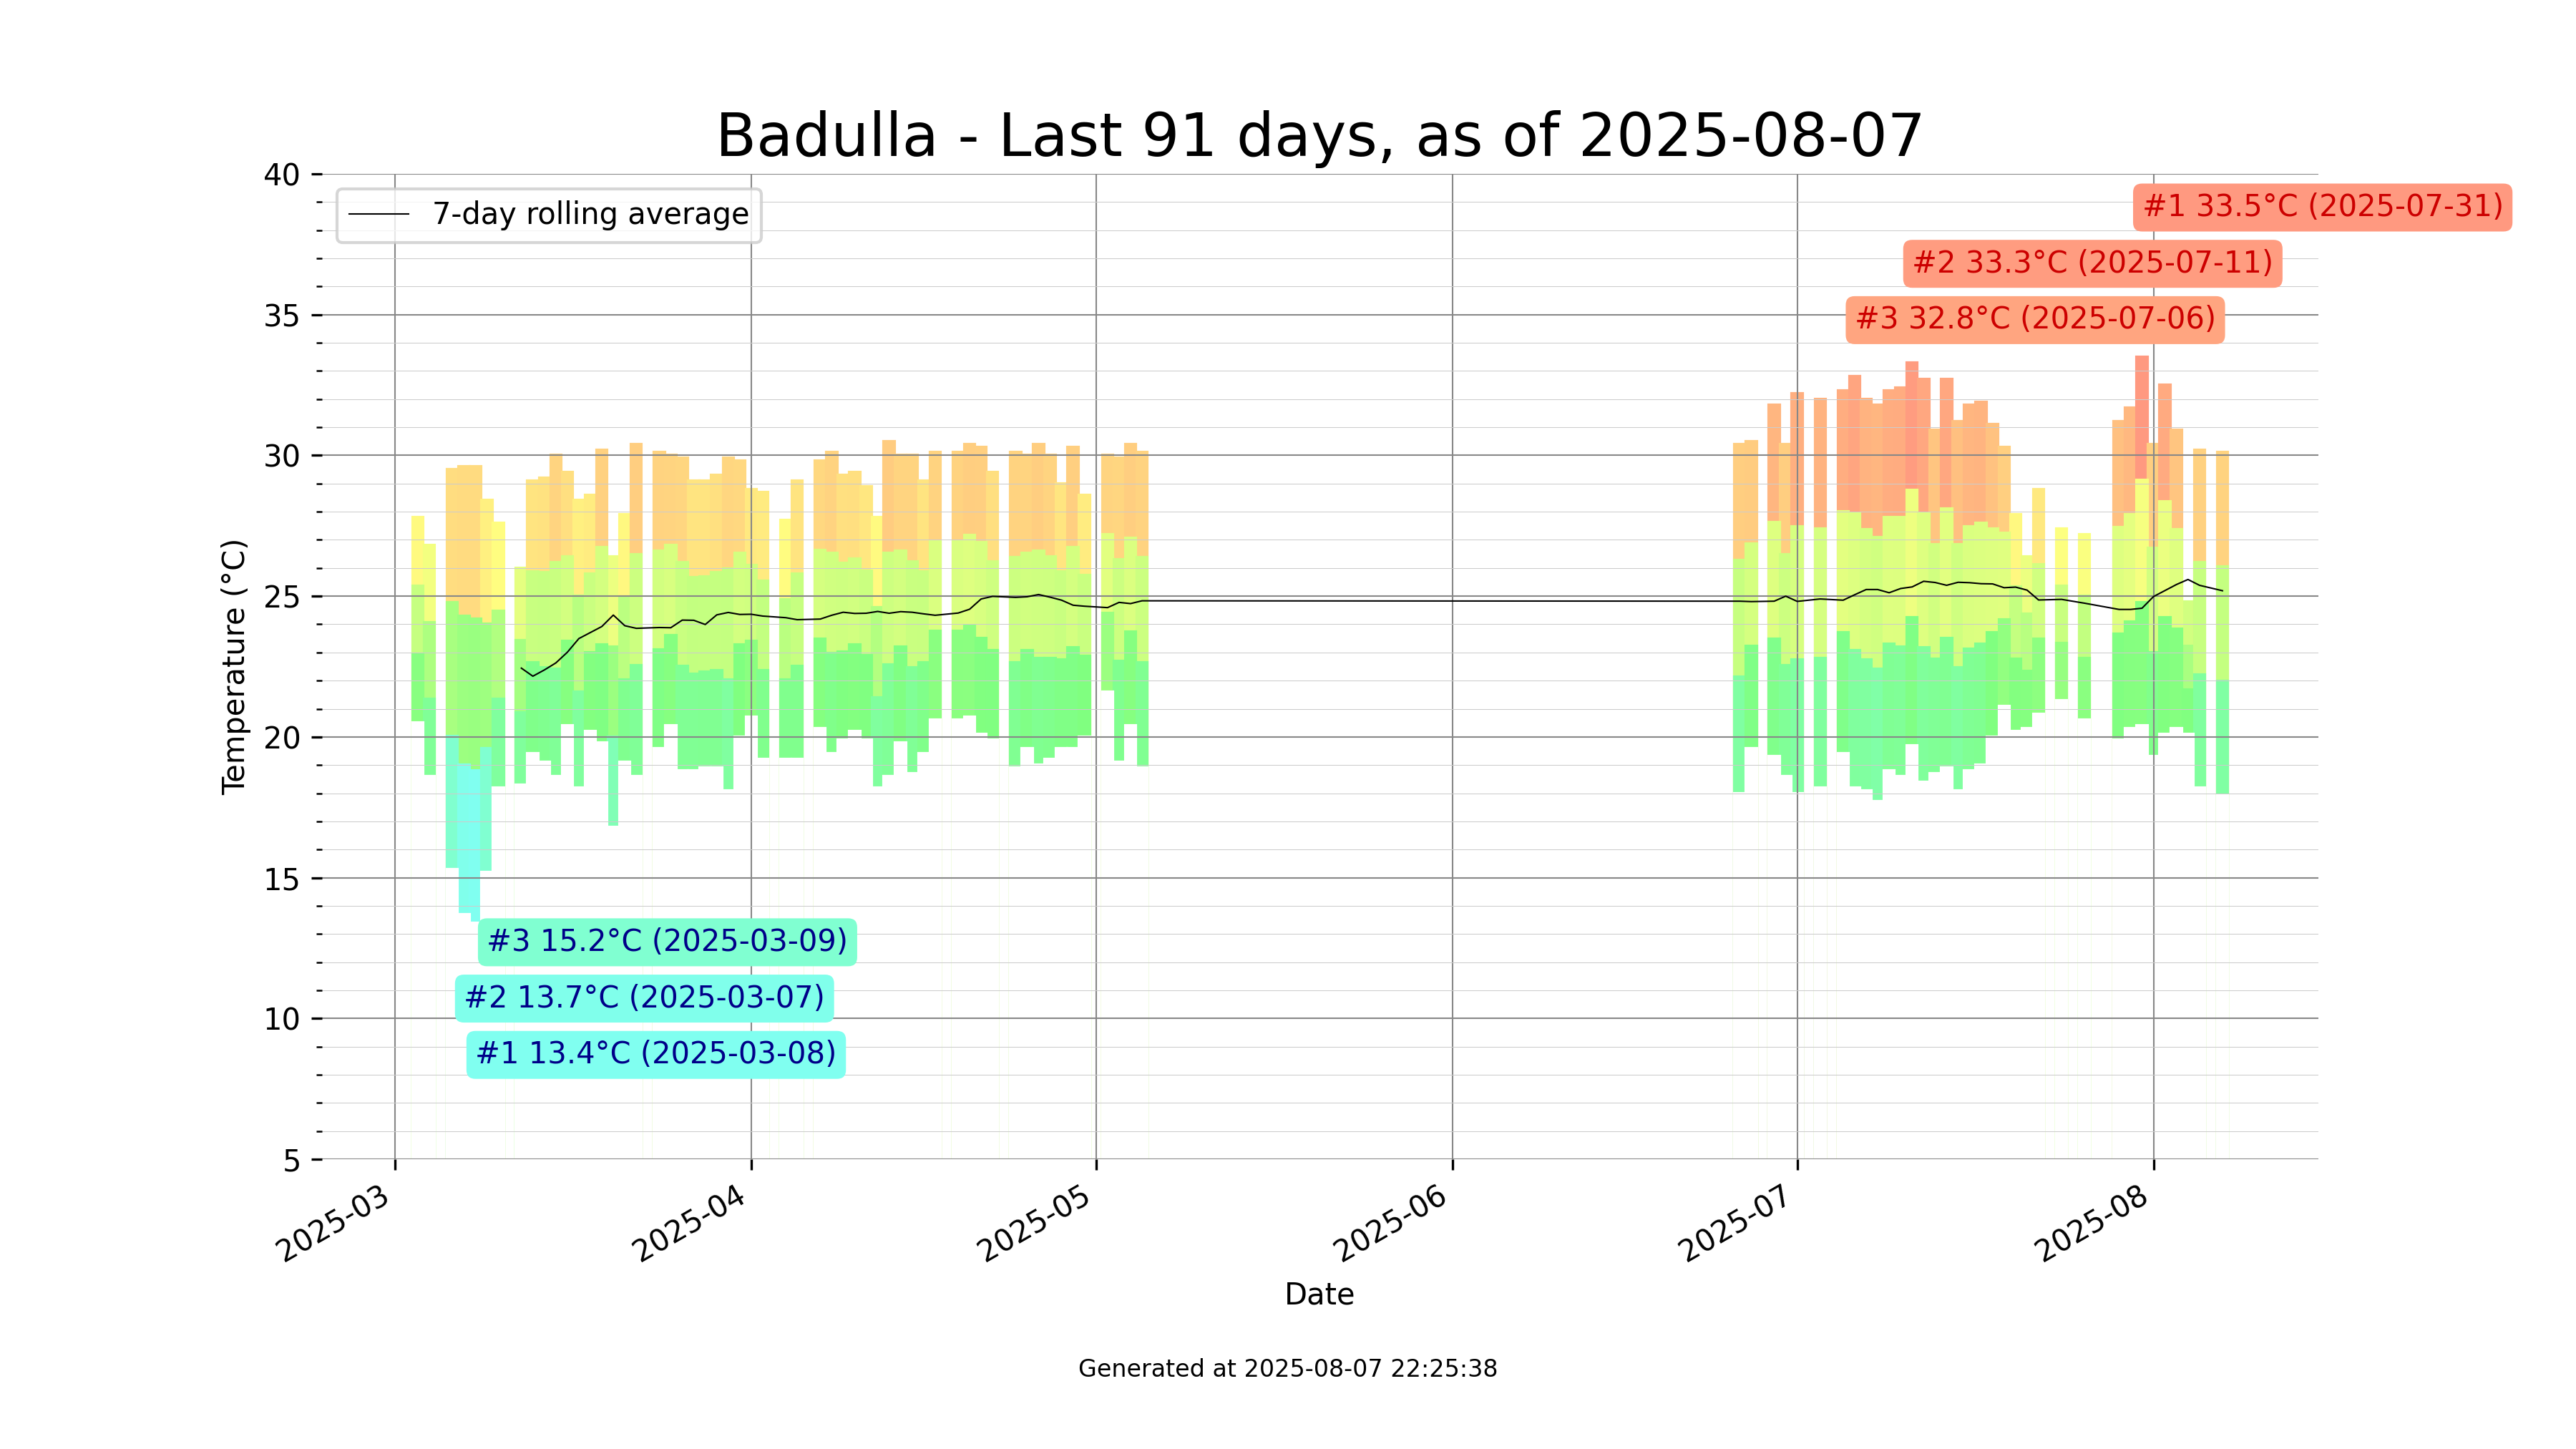 Badulla - Last 91 days, as of 2025-08-07
40
35
30
25
20
15
10
5
Temperature (°C)
7-day rolling average
#1 33.5°C (2025-07-31)
#2 33.3°C (2025-07-11)
#3 32.8°C (2025-07-06)
#3 15.2°C (2025-03-09)
#2 13.7°C (2025-03-07)
#1 13.4°C (2025-03-08)
2025-03
2025-04
2025-05
2025-06
2025-07
2025-08
Date
Generated at 2025-08-07 22:25:38